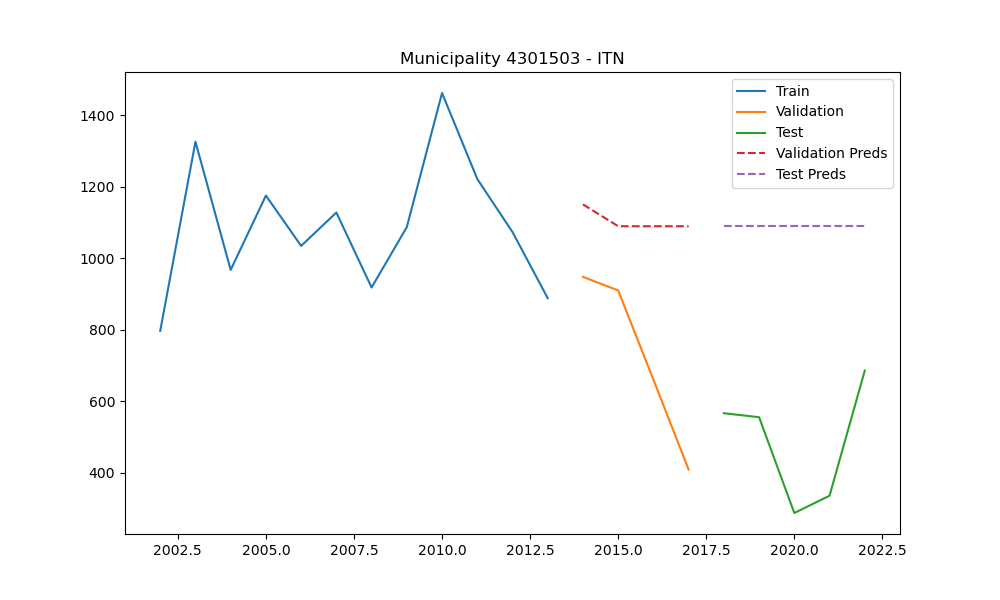 Municipality 4301503 - ITN
Train
Validation
Test
Validation Preds
Test Preds
1400
1200
1000
800
600
400
2002.5 2005.0 2007.5 2010.0 2012.5 2015.0 2017.5 2020.0 2022.5